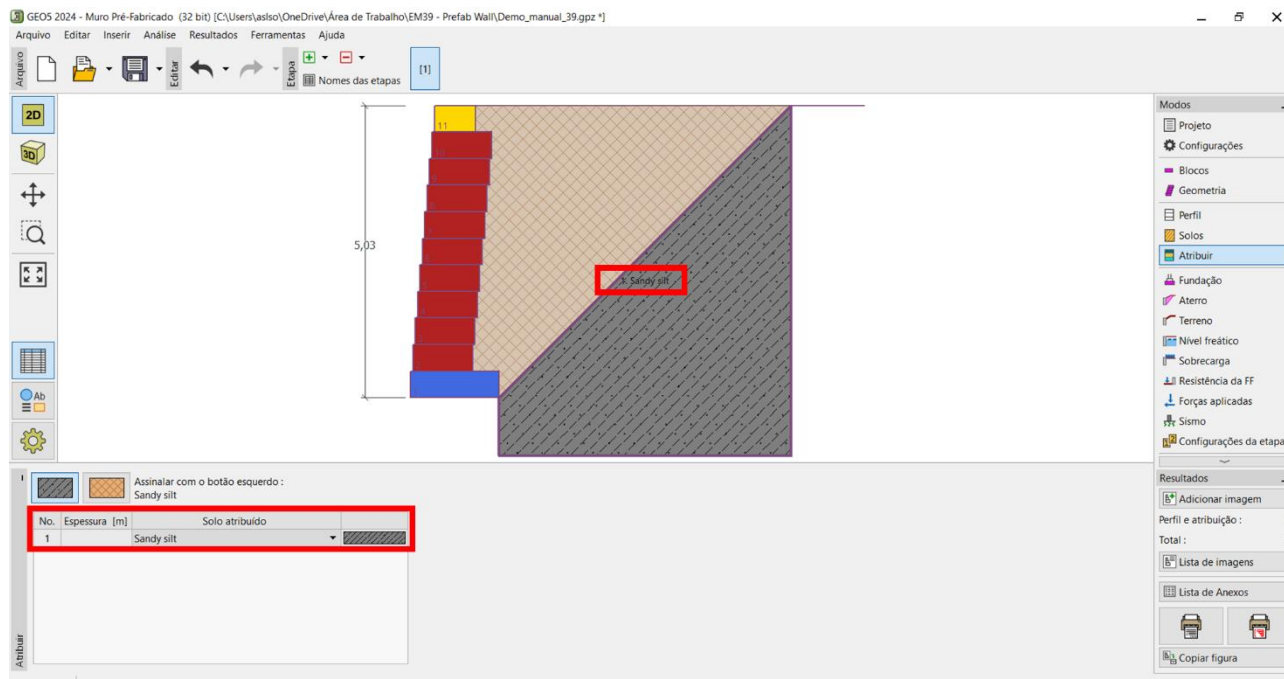 GEO5 2024 - Muro Pré-Fabricado (32 bit) [C:\Users\aslso\OneDrive\Área de Trabalho\EM39 - Prefab Wall\Demo_manual_39.gpz *]
Arquivo Editar Inserir Análise Resultados Ferramentas Ajuda
Arquivo
Editar
Etapa
Nomes das etapas
[1]
2D
3D
Ab
11
10
5,03
1: Sandy silt
Modos
Projeto
Configurações
Blocos
Geometria
Perfil
Solos
Atribuir
Fundação
Aterro
Terreno
Nível freático
Sobrecarga
Resistência da FF
Forças aplicadas
Sismo
Configurações da etapa
Atribuir
Assinalar com o botão esquerdo :
Sandy silt
No. Espessura [m] Solo atribuído
1 Sandy silt
Resultados
Adicionar imagem
Perfil e atribuição :
Total :
Lista de imagens
Lista de Anexos
Copiar figura